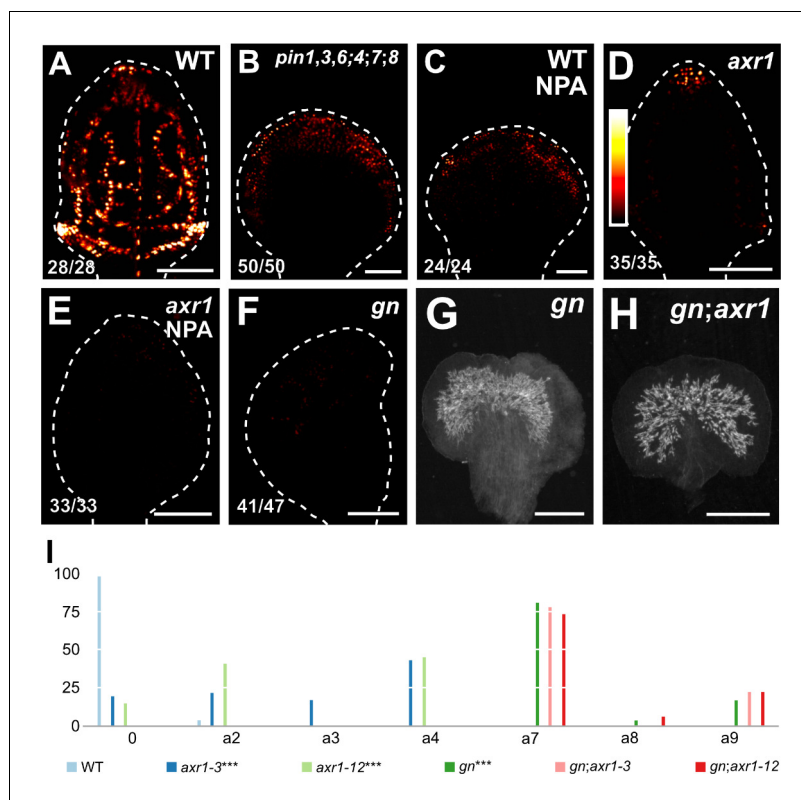 A WT
B pin1,3,6;4;7;8
C WT
NPA
D axr1
28/28
50/50
24/24
35/35
E axr1
NPA
F gn
G gn
H gn;axr1
33/33
41/47
I
100
75
50
25
0
0 a2 a3 a4 a7 a8 a9
WT axr1-3*** axr1-12*** gn*** gn;axr1-3 gn;axr1-12